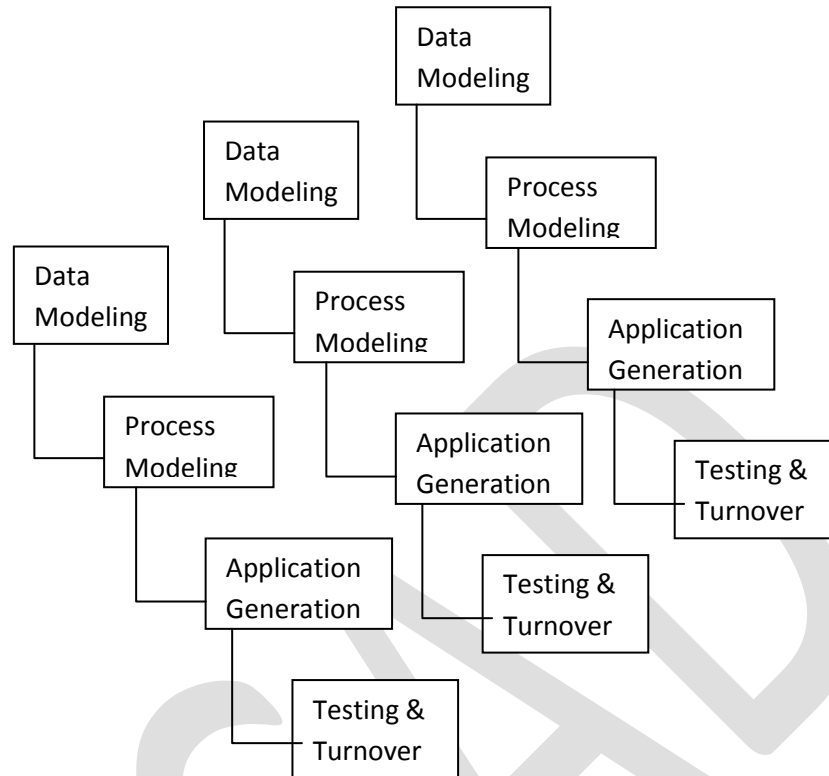 Data
Modeling
Process
Modeling
Application
Generation
Testing &
Turnover
Data
Modeling
Process
Modeling
Application
Generation
Testing &
Turnover
Data
Modeling
Process
Modeling
Application
Generation
Testing &
Turnover